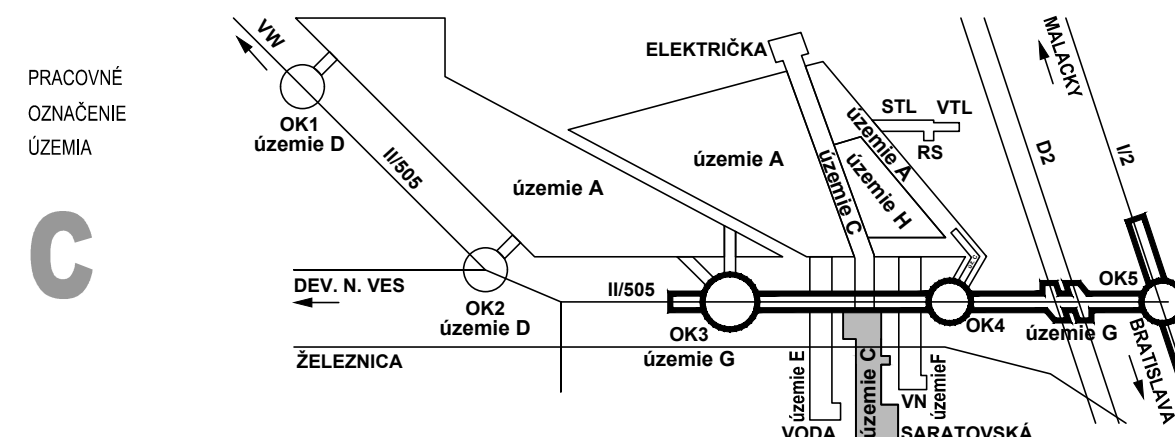 PRACOVNÉ
OZNAČENIE
ÚZEMIA
C
VW
OK1
územie D
II/505
ELEKTRIČKA
územie A
územie A
územie C
územie A
územie H
STL VTL
RS
MALACKY
D2
I/2
DEV. N. VES
OK2
územie D
II/505
OK3
územie G
OK4
OK5
územie G
BRATISLAVA
ŽELEZNICA
územie E
VODA
územie C
VN
územieF
SARATOVSKÁ